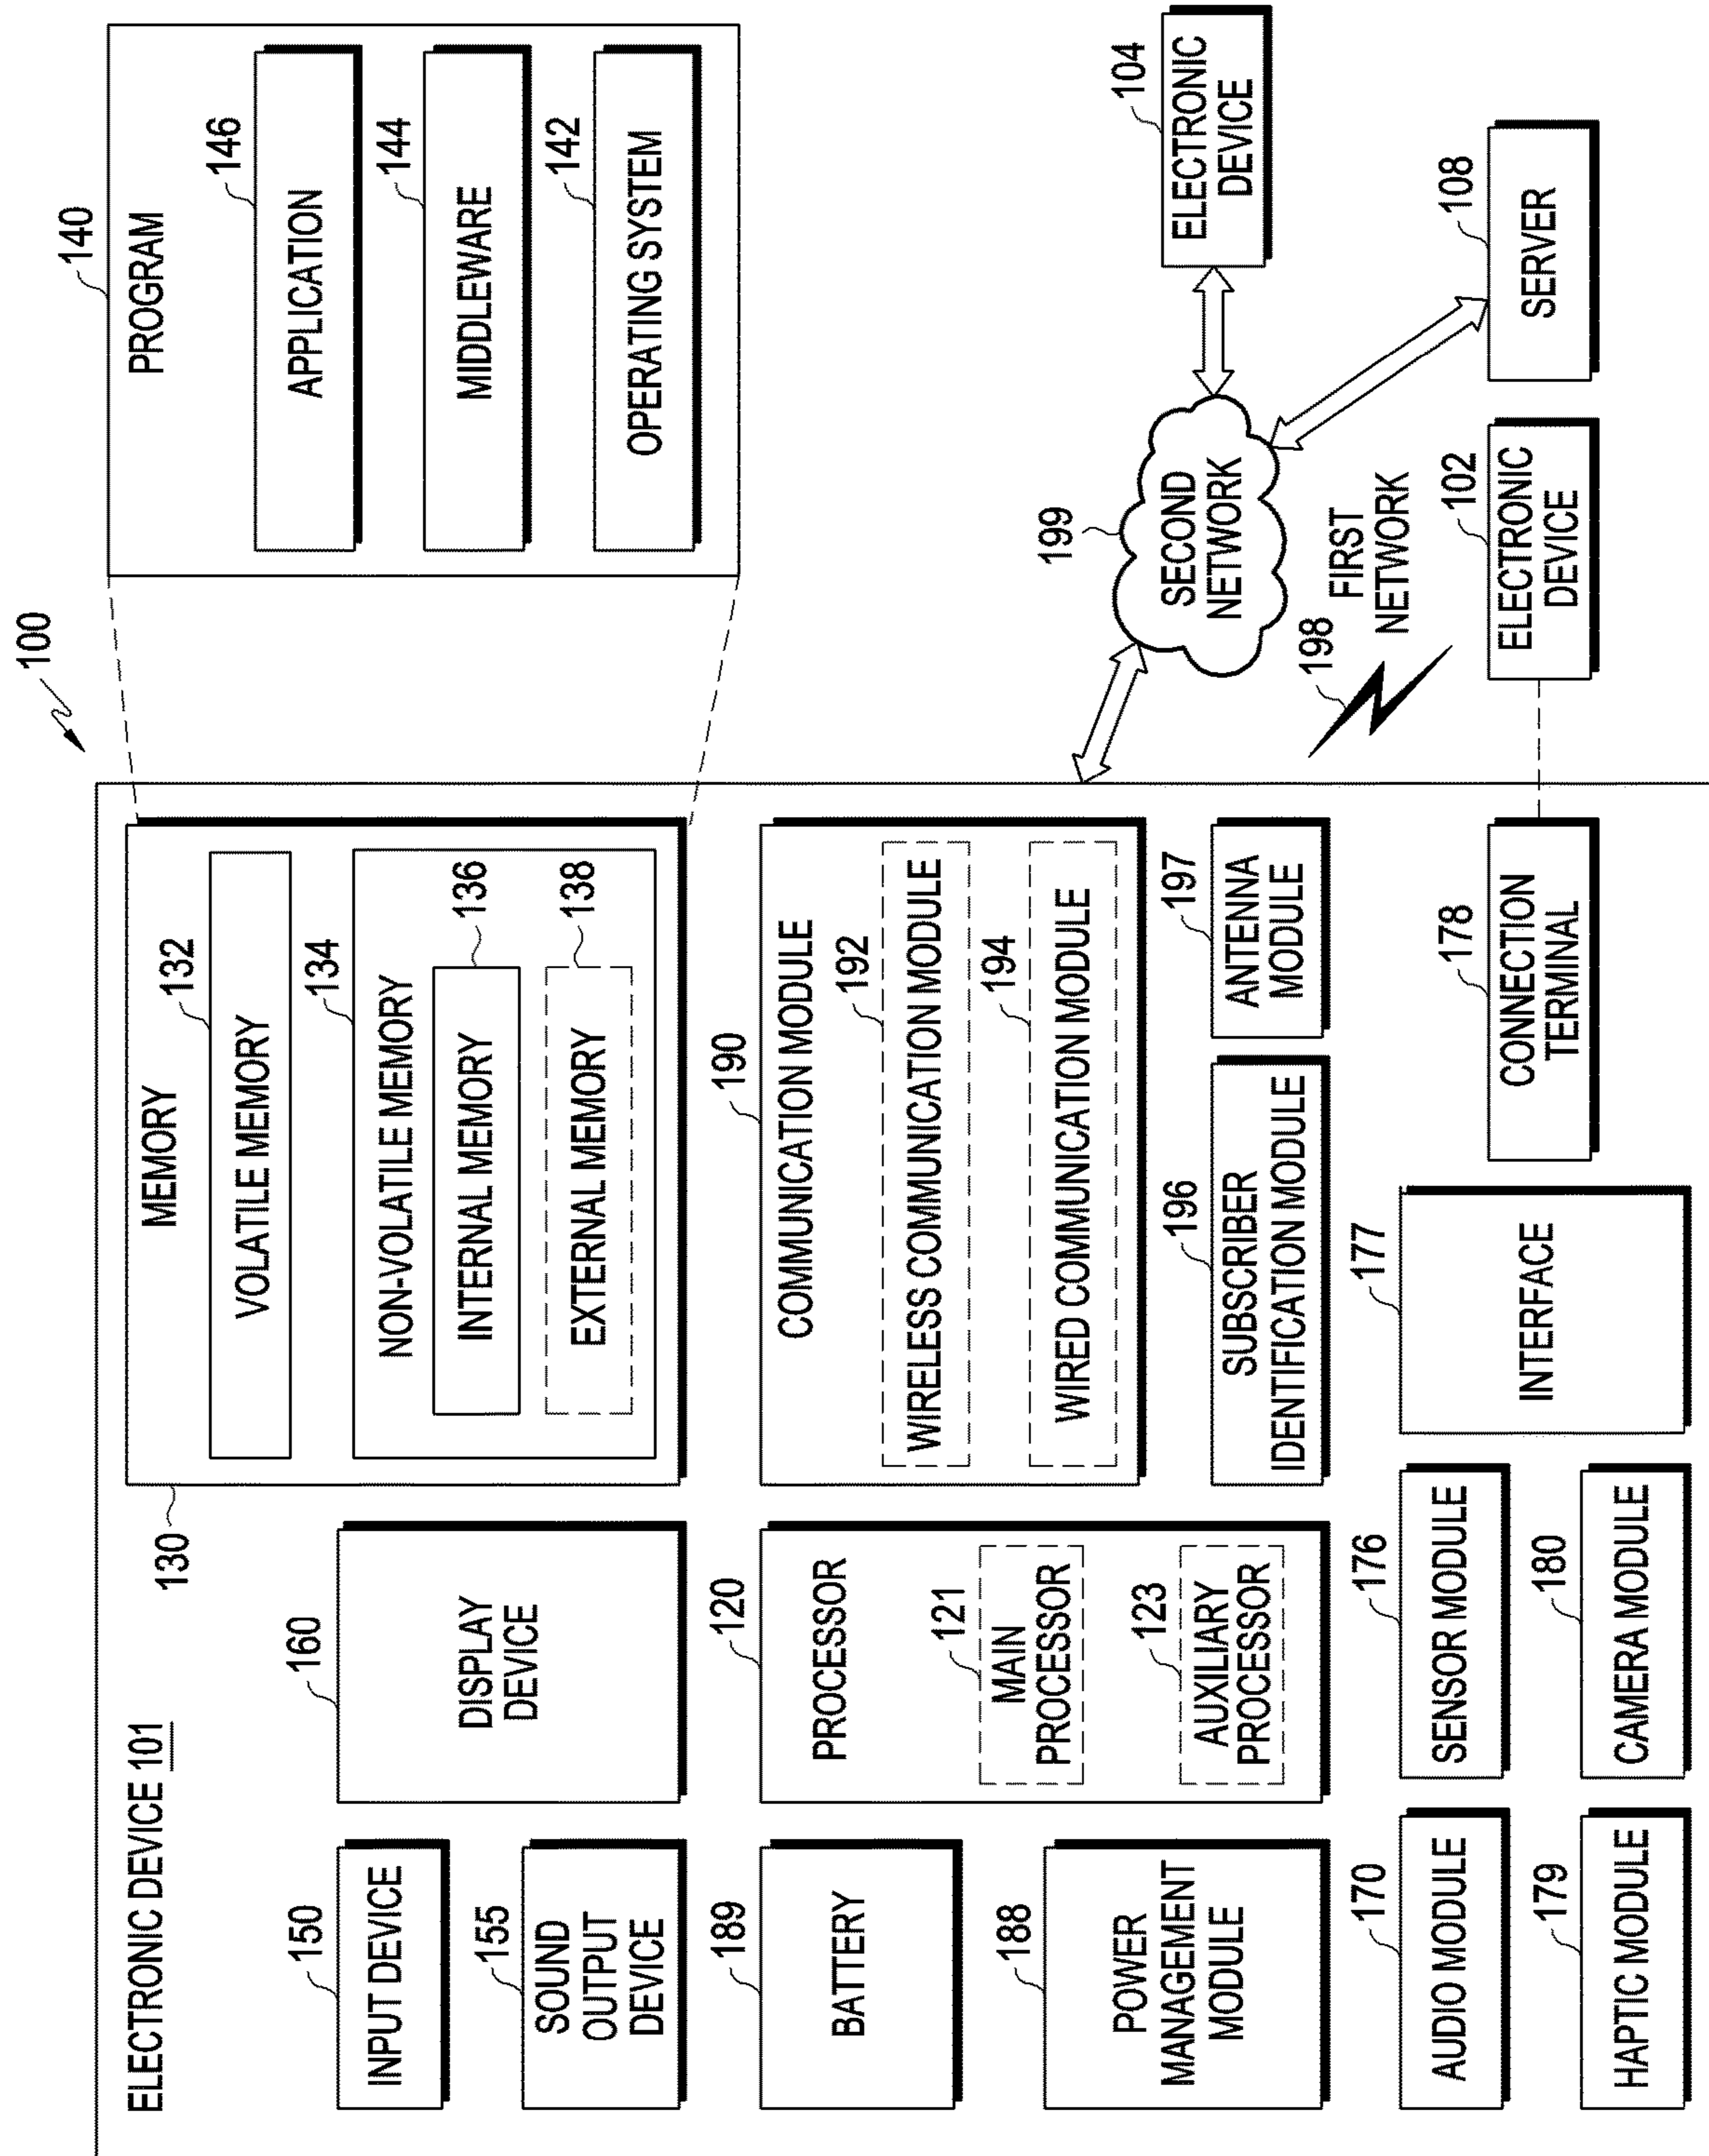 100
ELECTRONIC DEVICE 101
130
MEMORY
132
VOLATILE MEMORY
134
NON-VOLATILE MEMORY
136
INTERNAL MEMORY
138
EXTERNAL MEMORY
140
PROGRAM
146
APPLICATION
144
MIDDLEWARE
142
OPERATING SYSTEM
150
INPUT DEVICE
155
SOUND
OUTPUT
DEVICE
160
DISPLAY
DEVICE
189
BATTERY
188
POWER
MANAGEMENT
MODULE
120
PROCESSOR
121
MAIN
PROCESSOR
123
AUXILIARY
PROCESSOR
190
COMMUNICATION MODULE
192
WIRELESS COMMUNICATION MODULE
194
WIRED COMMUNICATION MODULE
196
SUBSCRIBER
IDENTIFICATION MODULE
197
ANTENNA
MODULE
199
SECOND
NETWORK
104
ELECTRONIC
DEVICE
198
FIRST
NETWORK
170
AUDIO MODULE
176
SENSOR MODULE
177
INTERFACE
178
CONNECTION
TERMINAL
179
HAPTIC MODULE
180
CAMERA MODULE
102
ELECTRONIC
DEVICE
108
SERVER